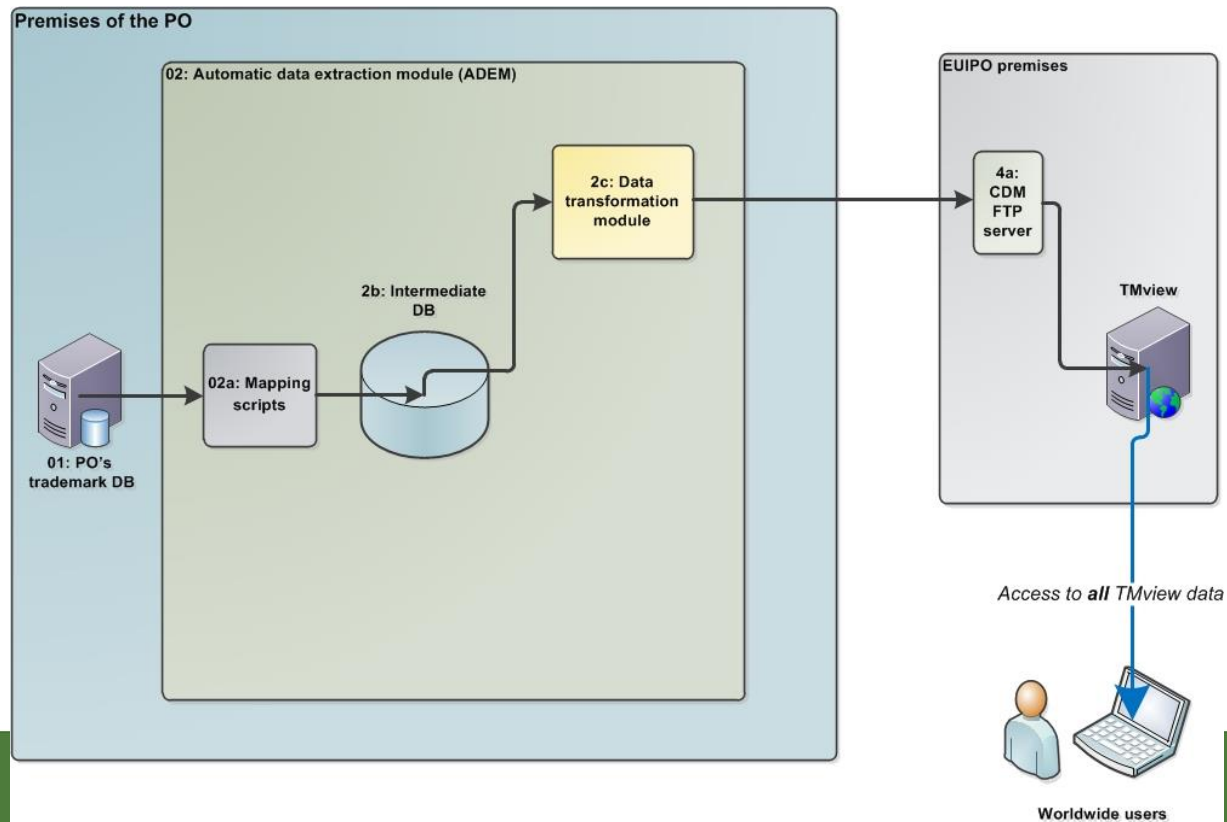 Premises of the PO
02: Automatic data extraction module (ADEM)
EUIPO premises
2c: Data
transformation
module
4a:
CDM
FTP
server
2b: Intermediate
DB
TMview
02a: Mapping
scripts
01: PO's
trademark DB
Access to all TMview data
Worldwide users